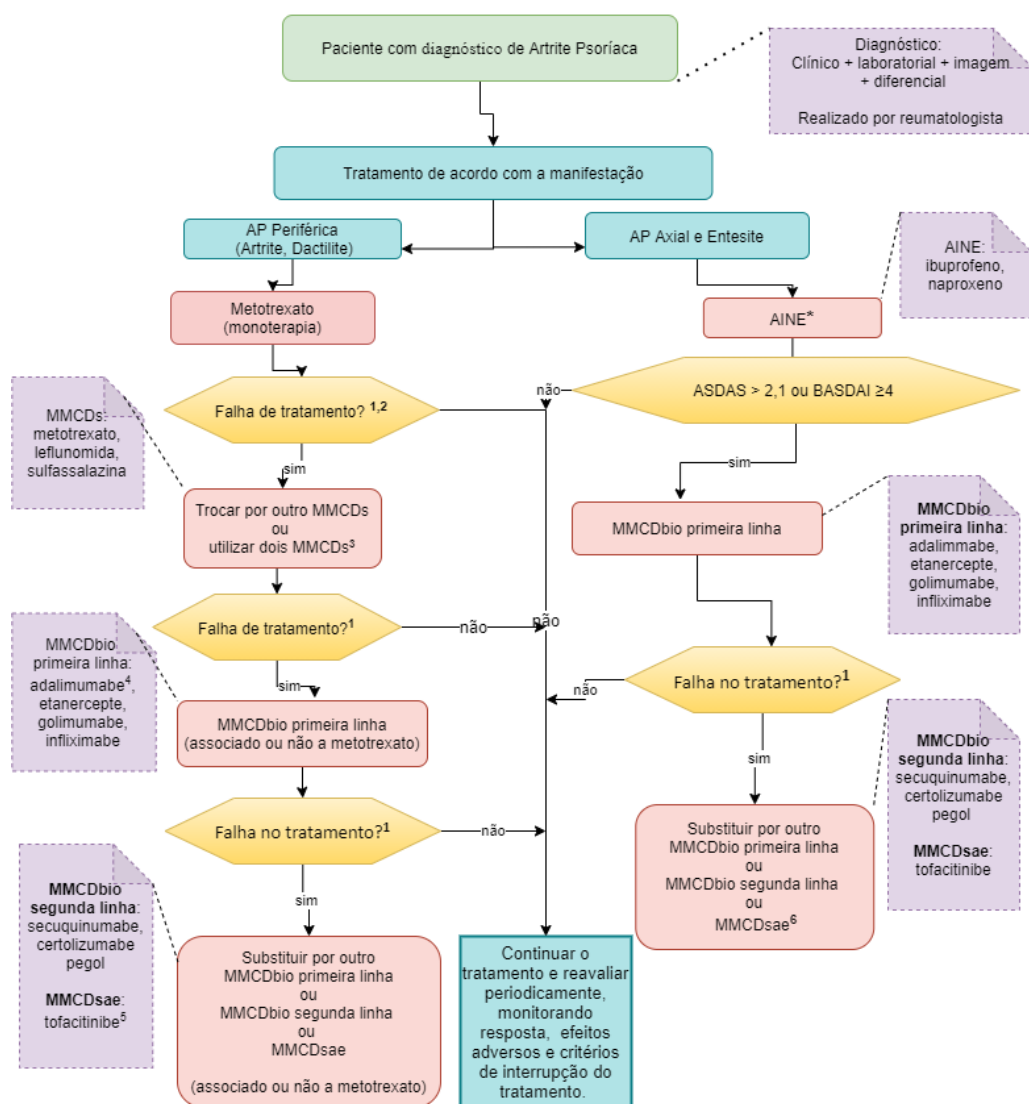 Paciente com diagnóstico de Artrite Psoríaca
Diagnóstico:
Clínico + laboratorial + imagem
+ diferencial
Realizado por reumatologista
Tratamento de acordo com a manifestação
AP Periférica
(Artrite, Dactilite)
AP Axial e Entesite
AINE:
ibuprofeno,
naproxeno
Metotrexato
(monoterapia)
AINE*
não
ASDAS > 2,1 ou BASDAI ≥4
Falha de tratamento? 1,2
MMCDs:
metotrexato,
leflunomida,
sulfassalazina
sim
sim
Trocar por outro MMCDs
ou
utilizar dois MMCDs³
MMCDbio primeira linha
MMCDbio
primeira linha:
adalimmabe,
etanercepte,
golimumabe,
infliximabe
Falha de tratamento?¹
não
não
MMCDbio
primeira linha:
adalimumabe⁴,
etanercepte,
golimumabe,
infliximabe
sim
MMCDbio primeira linha
(associado ou não a metotrexato)
não
Falha no tratamento?¹
MMCDbio
segunda linha:
secuquinumabe,
certolizumabe
pegol
MMCDsae:
tofacitinibe
sim
Falha no tratamento?¹
não
Substituir por outro
MMCDbio primeira linha
ou
MMCDbio segunda linha
ou
MMCDsae⁶
MMCDbio
segunda linha:
secuquinumabe,
certolizumabe
pegol
MMCDsae:
tofacitinibe⁵
sim
Substituir por outro
MMCDbio primeira linha
ou
MMCDbio segunda linha
ou
MMCDsae
(associado ou não a metotrexato)
Continuar o
tratamento e reavaliar
periodicamente,
monitorando
resposta, efeitos
adversos e critérios
de interrupção do
tratamento.